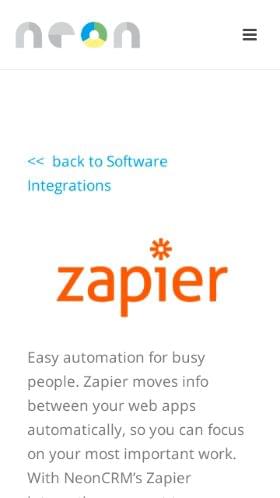 neon
<< back to Software
Integrations
zapier
Easy automation for busy
people. Zapier moves info
between your web apps
automatically, so you can focus
on your most important work.
With NeonCRM's Zapier